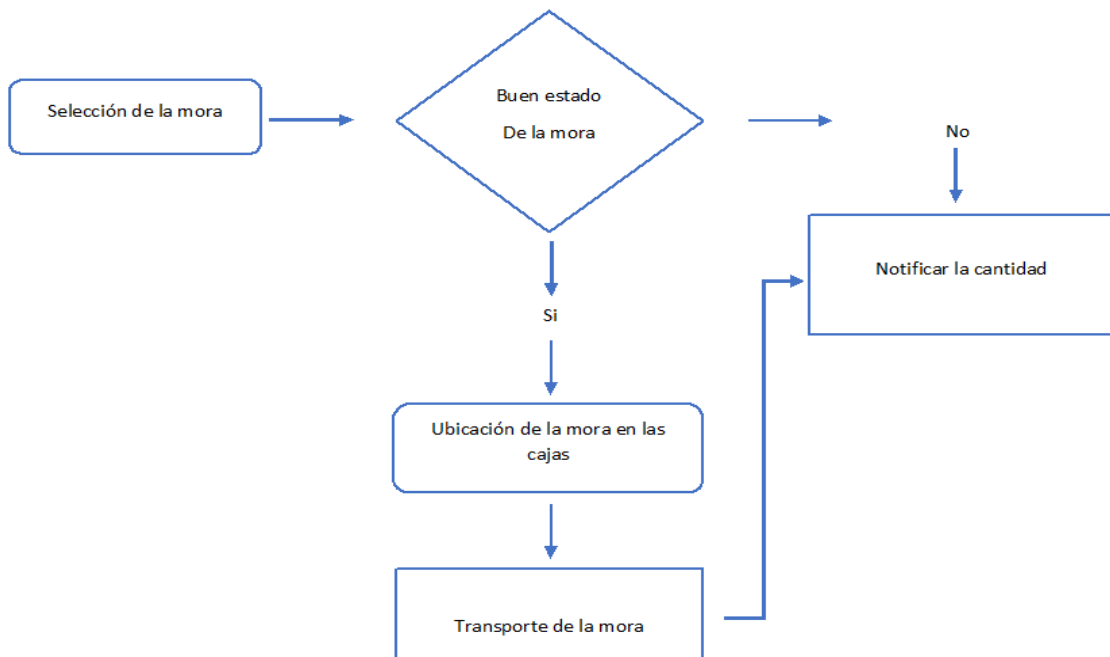 Selección de la mora
Buen estado
De la mora
No
Notificar la cantidad
Si
Ubicación de la mora en las
cajas
Transporte de la mora